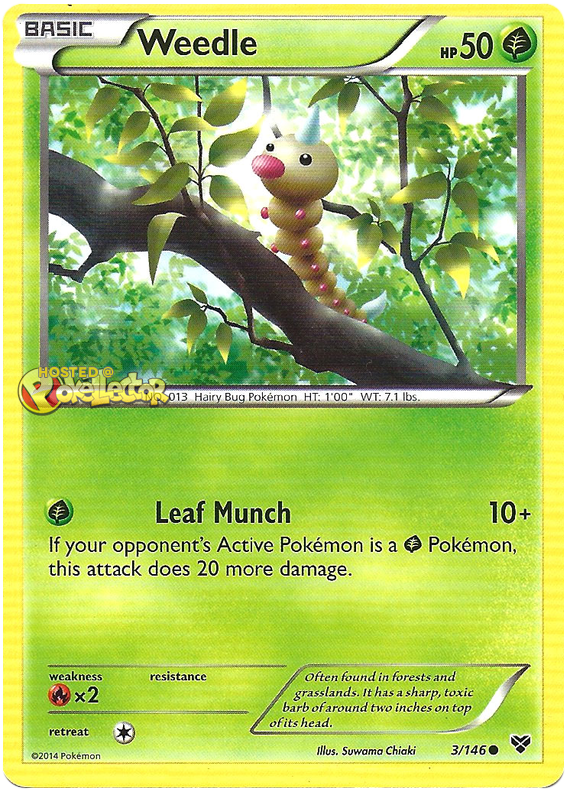 BASIC
Weedle
HP 50
HOSTED @
Pokellector
013 Hairy Bug Pokémon HT: 1'00" WT: 7.1 lbs.
Leaf Munch 10+
If your opponent's Active Pokémon is a Pokémon,
this attack does 20 more damage.
weakness resistance
×2
retreat
Often found in forests and
grasslands. It has a sharp, toxic
barb of around two inches on top
of its head.
Illus. Suwama Chiaki 3/146
©2014 Pokémon